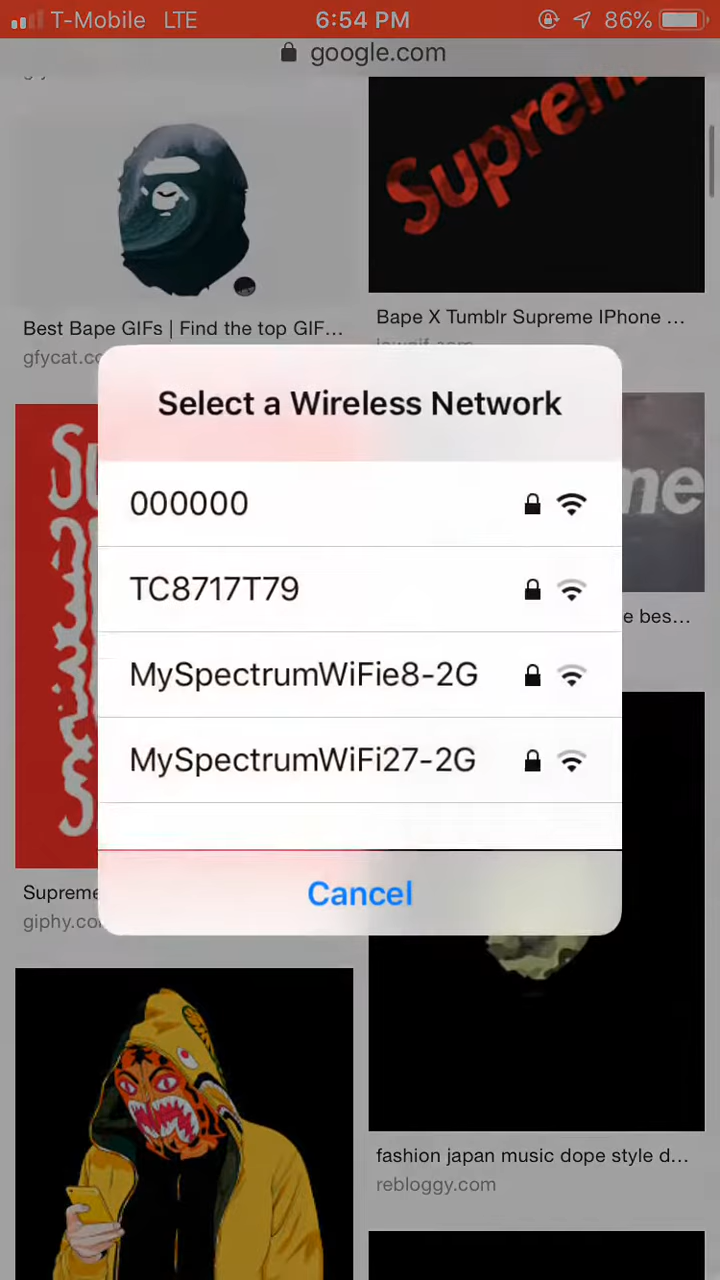 T-Mobile LTE 6:54 PM 86%
google.com
Supreme
Best Bape GIFs | Find the top GIF...
Bape X Tumblr Supreme IPhone ...
gfycat.co
Select a Wireless Network
000000
TC8717T79
MySpectrumWiFie8-2G
MySpectrumWiFi27-2G
Cancel
me
e bes...
Supreme
giphy.co
fashion japan music dope style d...
rebloggy.com